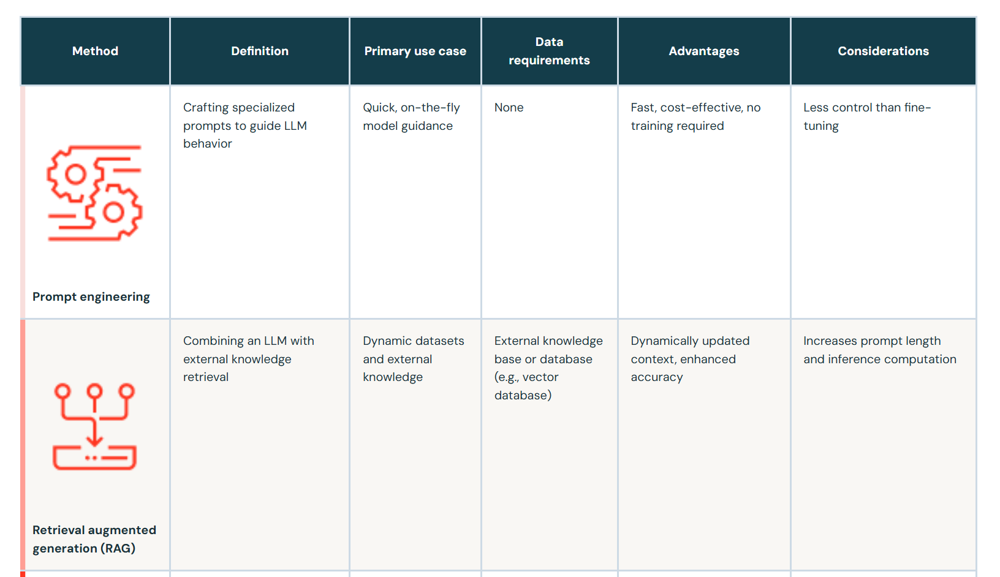 Method
Definition
Primary use case
Data
requirements
Advantages
Considerations
Prompt engineering
Crafting specialized
prompts to guide LLM
behavior
Quick, on-the-fly
model guidance
None
Fast, cost-effective, no
training required
Less control than fine-
tuning
Retrieval augmented
generation (RAG)
Combining an LLM with
external knowledge
retrieval
Dynamic datasets
and external
knowledge
External knowledge
base or database
(e.g., vector
database)
Dynamically updated
context, enhanced
accuracy
Increases prompt length
and inference computation